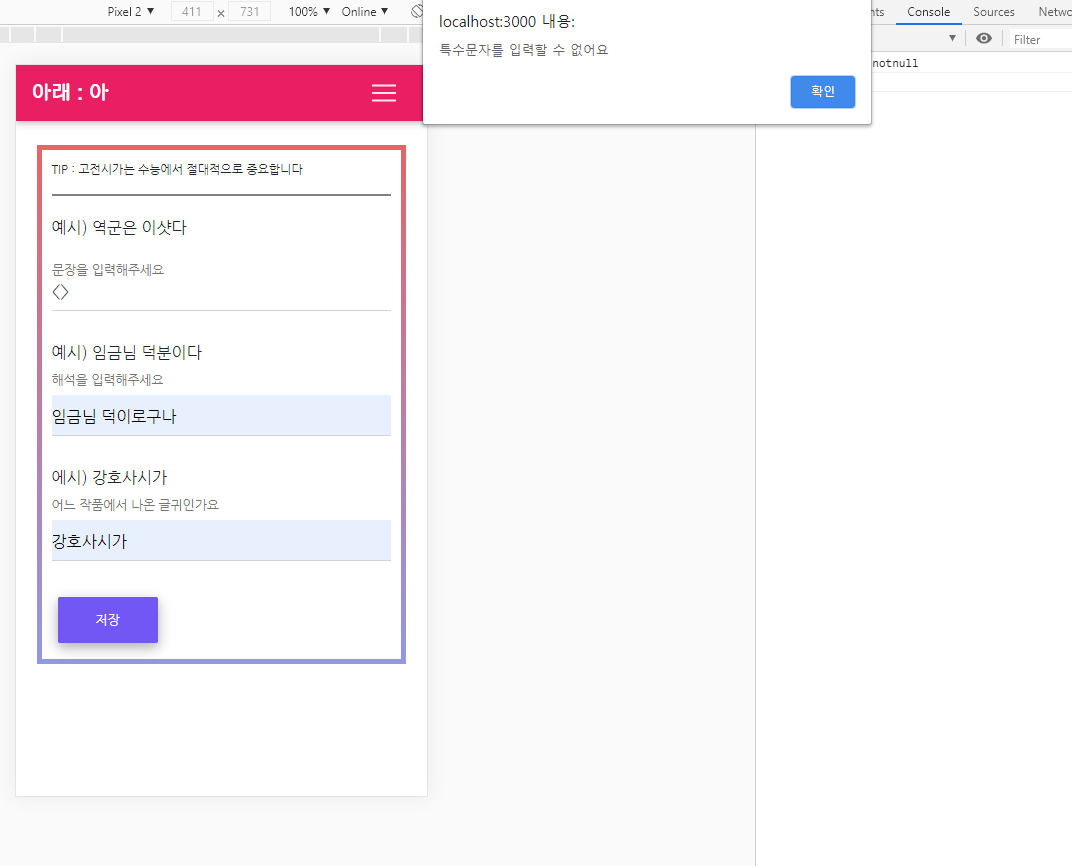 Pixel 2 ▼ 411 × 731 100% ▼ Online ▼
localhost:3000 내용:
특수문자를 입력할 수 없어요
확인
nts Console Sources Netwo
▼ Filter
notnull
아래 : 아
TIP : 고전시가는 수능에서 절대적으로 중요합니다
예시) 역군은 이샷다
문장을 입력해주세요
<>
예시) 임금님 덕분이다
해석을 입력해주세요
임금님 덕이로구나
에시) 강호사시가
어느 작품에서 나온 글귀인가요
강호사시가
저장